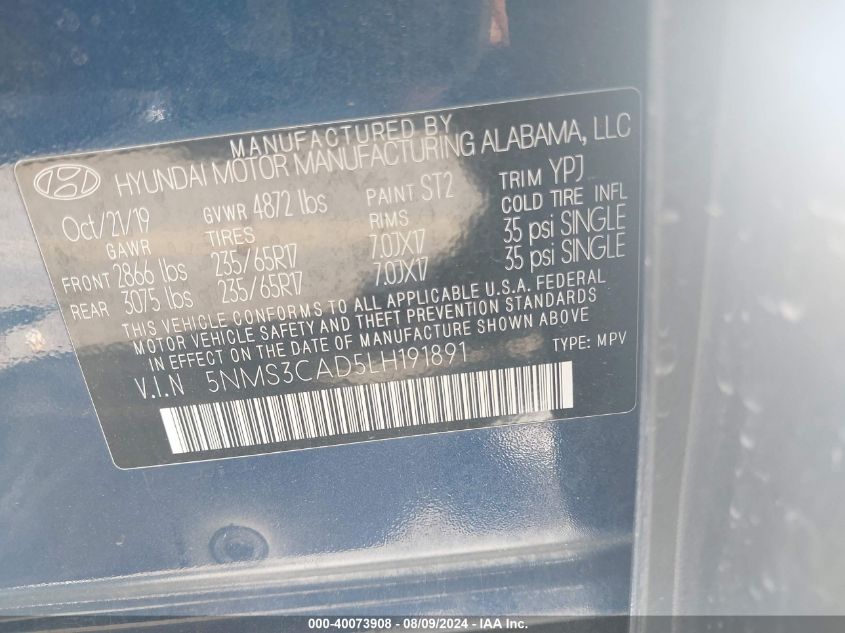 MANUFACTURED BY
HYUNDAI MOTOR MANUFACTURING ALABAMA, LLC
Oct/21/19 GVWR 4872 lbs PAINT ST2 TRIM YPJ
GAWR TIRES RIMS COLD TIRE INFL
FRONT 2866 lbs 235/65R17 7.0JX17 35 psi SINGLE
REAR 3075 lbs 235/65R17 7.0JX17 35 psi SINGLE
THIS VEHICLE CONFORMS TO ALL APPLICABLE U.S.A. FEDERAL
MOTOR VEHICLE SAFETY AND THEFT PREVENTION STANDARDS
IN EFFECT ON THE DATE OF MANUFACTURE SHOWN ABOVE
V.I.N 5NMS3CAD5LH191891 TYPE: MPV
000-40073908 - 08/09/2024 - IAA Inc.